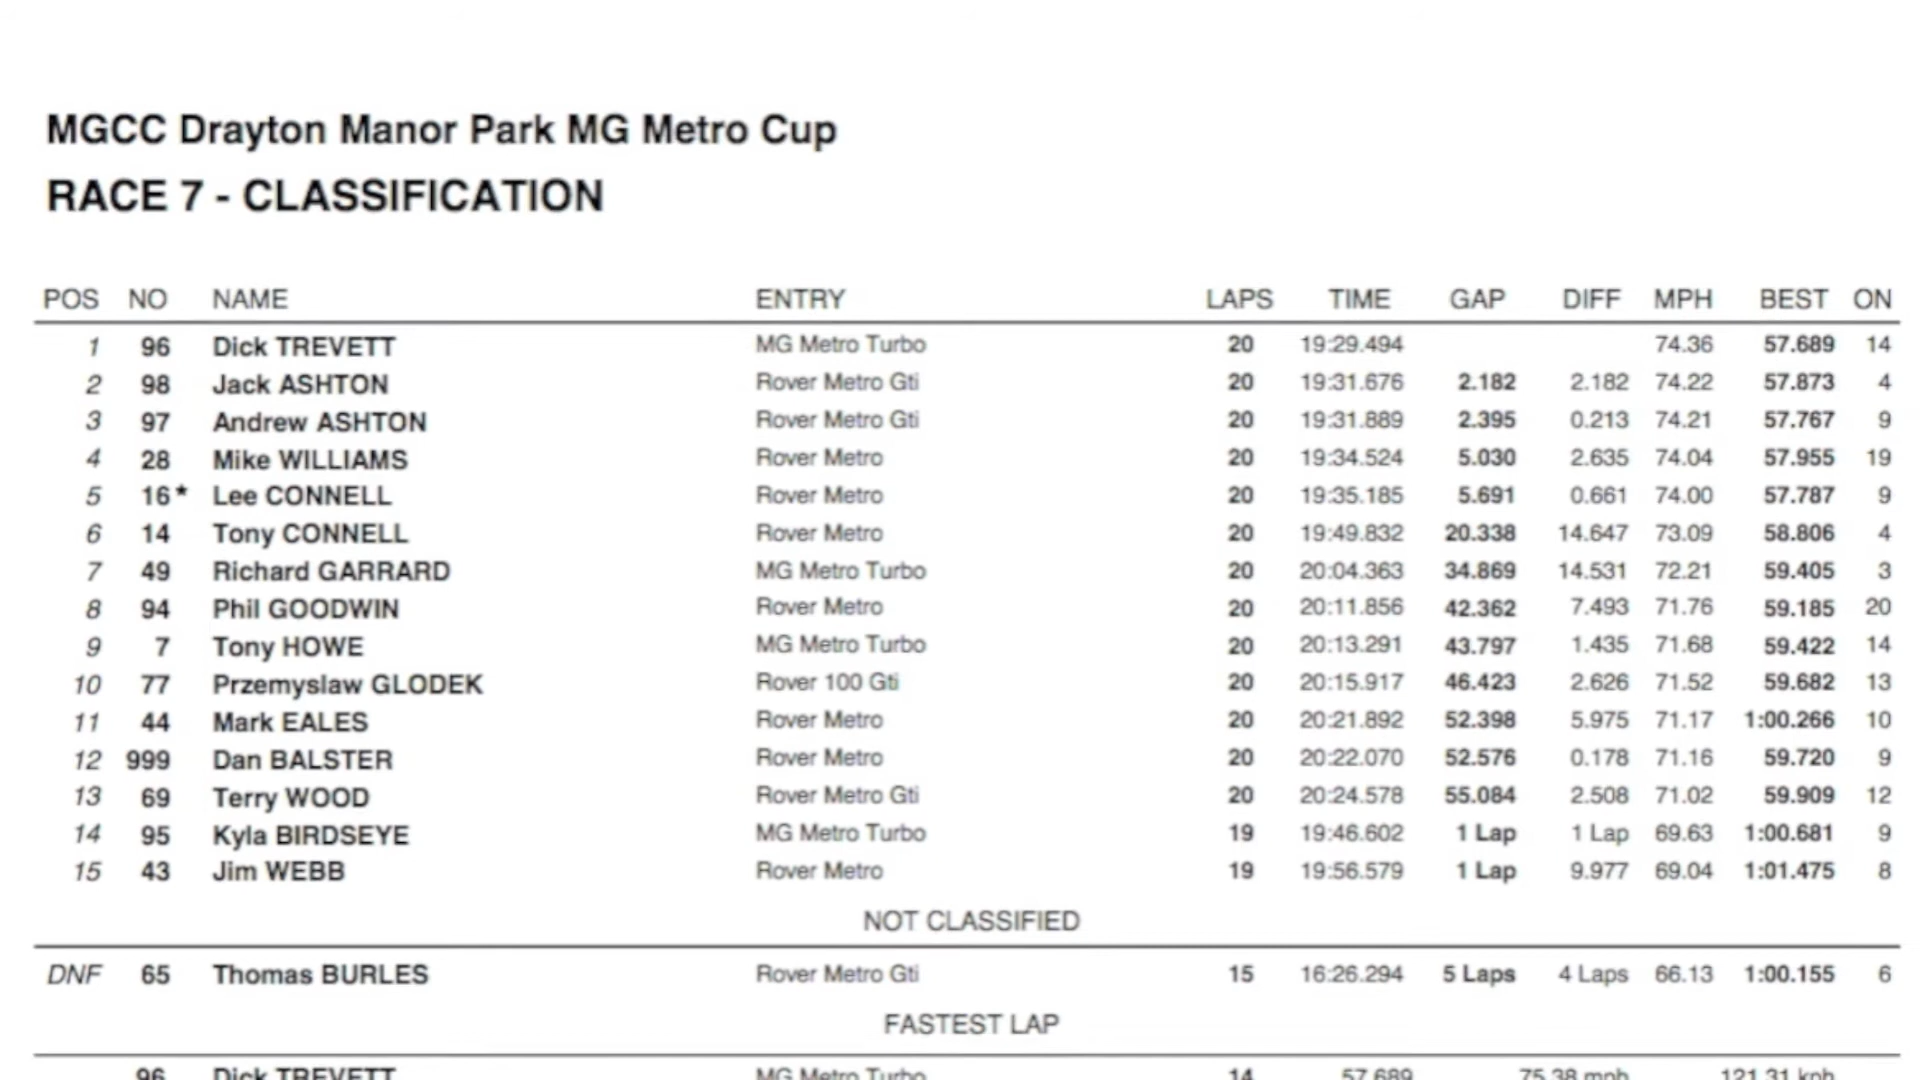 MGCC Drayton Manor Park MG Metro Cup
RACE 7 - CLASSIFICATION
POS NO NAME ENTRY LAPS TIME GAP DIFF MPH BEST ON
1 96 Dick TREVETT MG Metro Turbo 20 19:29.494 74.36 57.689 14
2 98 Jack ASHTON Rover Metro Gti 20 19:31.676 2.182 2.182 74.22 57.873 4
3 97 Andrew ASHTON Rover Metro Gti 20 19:31.889 2.395 0.213 74.21 57.767 9
4 28 Mike WILLIAMS Rover Metro 20 19:34.524 5.030 2.635 74.04 57.955 19
5 16* Lee CONNELL Rover Metro 20 19:35.185 5.691 0.661 74.00 57.787 9
6 14 Tony CONNELL Rover Metro 20 19:49.832 20.338 14.647 73.09 58.806 4
7 49 Richard GARRARD MG Metro Turbo 20 20:04.363 34.869 14.531 72.21 59.405 3
8 94 Phil GOODWIN Rover Metro 20 20:11.856 42.362 7.493 71.76 59.185 20
9 7 Tony HOWE MG Metro Turbo 20 20:13.291 43.797 1.435 71.68 59.422 14
10 77 Przemyslaw GLODEK Rover 100 Gti 20 20:15.917 46.423 2.626 71.52 59.682 13
11 44 Mark EALES Rover Metro 20 20:21.892 52.398 5.975 71.17 1:00.266 10
12 999 Dan BALSTER Rover Metro 20 20:22.070 52.576 0.178 71.16 59.720 9
13 69 Terry WOOD Rover Metro Gti 20 20:24.578 55.084 2.508 71.02 59.909 12
14 95 Kyla BIRDSEYE MG Metro Turbo 19 19:46.602 1 Lap 1 Lap 69.63 1:00.681 9
15 43 Jim WEBB Rover Metro 19 19:56.579 1 Lap 9.977 69.04 1:01.475 8
NOT CLASSIFIED
DNF 65 Thomas BURLES Rover Metro Gti 15 16:26.294 5 Laps 4 Laps 66.13 1:00.155 6
FASTEST LAP
96 Dick TREVETT MG Metro Turbo 14 57.689 75.38 mph 121.31 kph